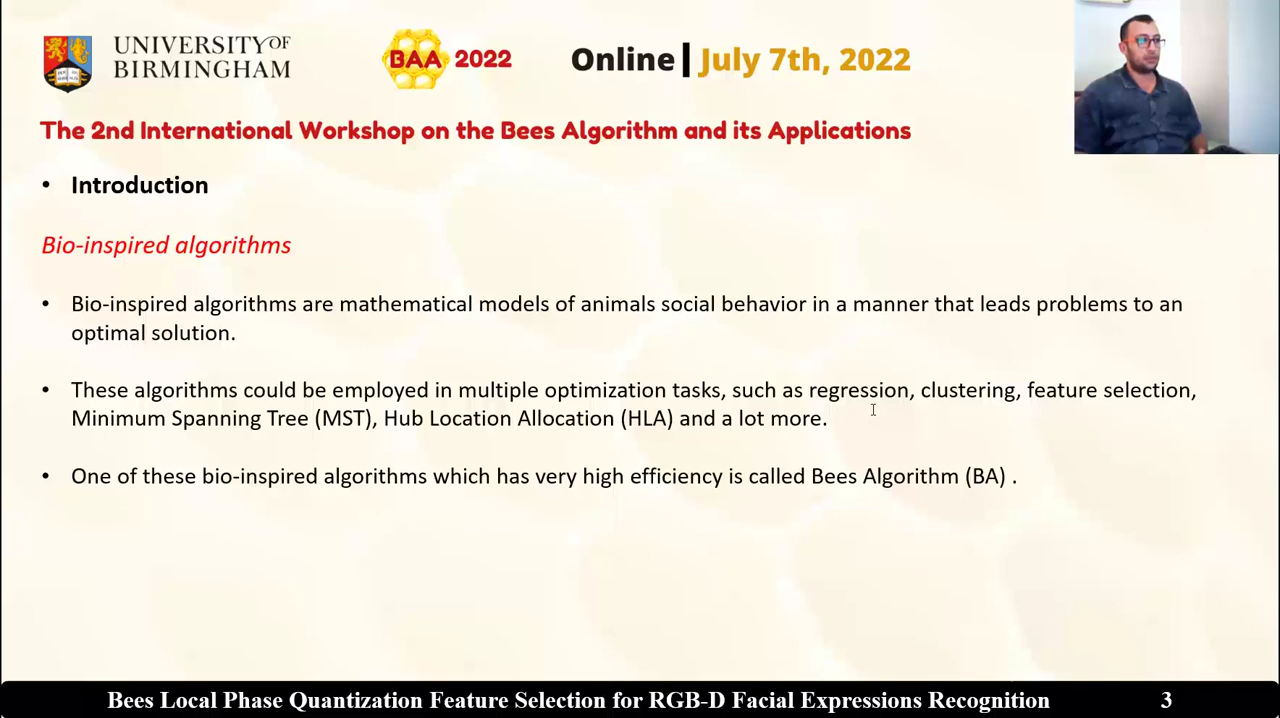 UNIVERSITY OF
BIRMINGHAM
BAA 2022
Online | July 7th, 2022
The 2nd International Workshop on the Bees Algorithm and its Applications
• Introduction
Bio-inspired algorithms
• Bio-inspired algorithms are mathematical models of animals social behavior in a manner that leads problems to an
optimal solution.
• These algorithms could be employed in multiple optimization tasks, such as regression, clustering, feature selection,
Minimum Spanning Tree (MST), Hub Location Allocation (HLA) and a lot more.
• One of these bio-inspired algorithms which has very high efficiency is called Bees Algorithm (BA) .
Bees Local Phase Quantization Feature Selection for RGB-D Facial Expressions Recognition 3